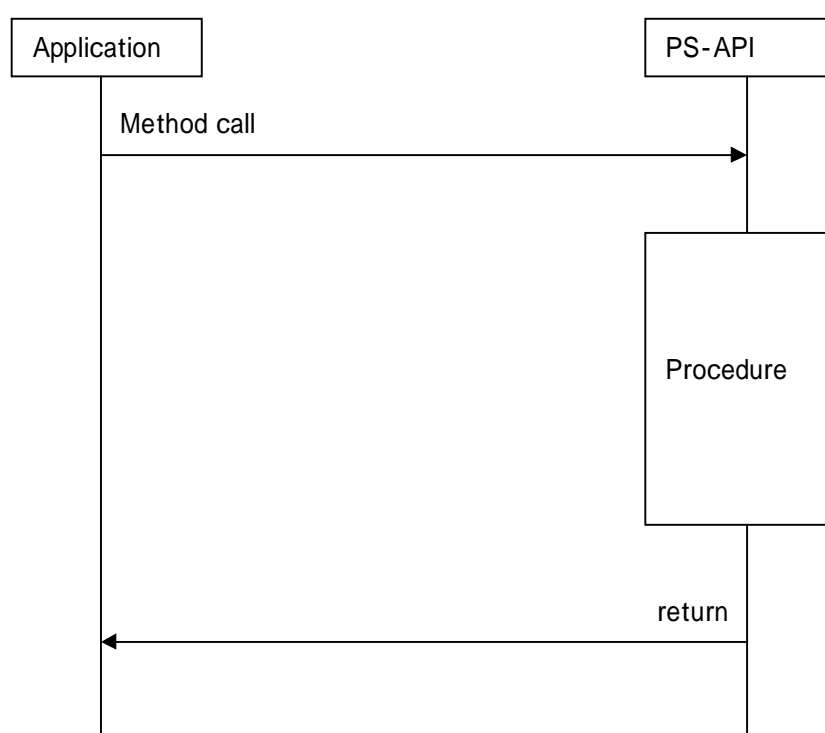 Application
PS-API
Method call
Procedure
return